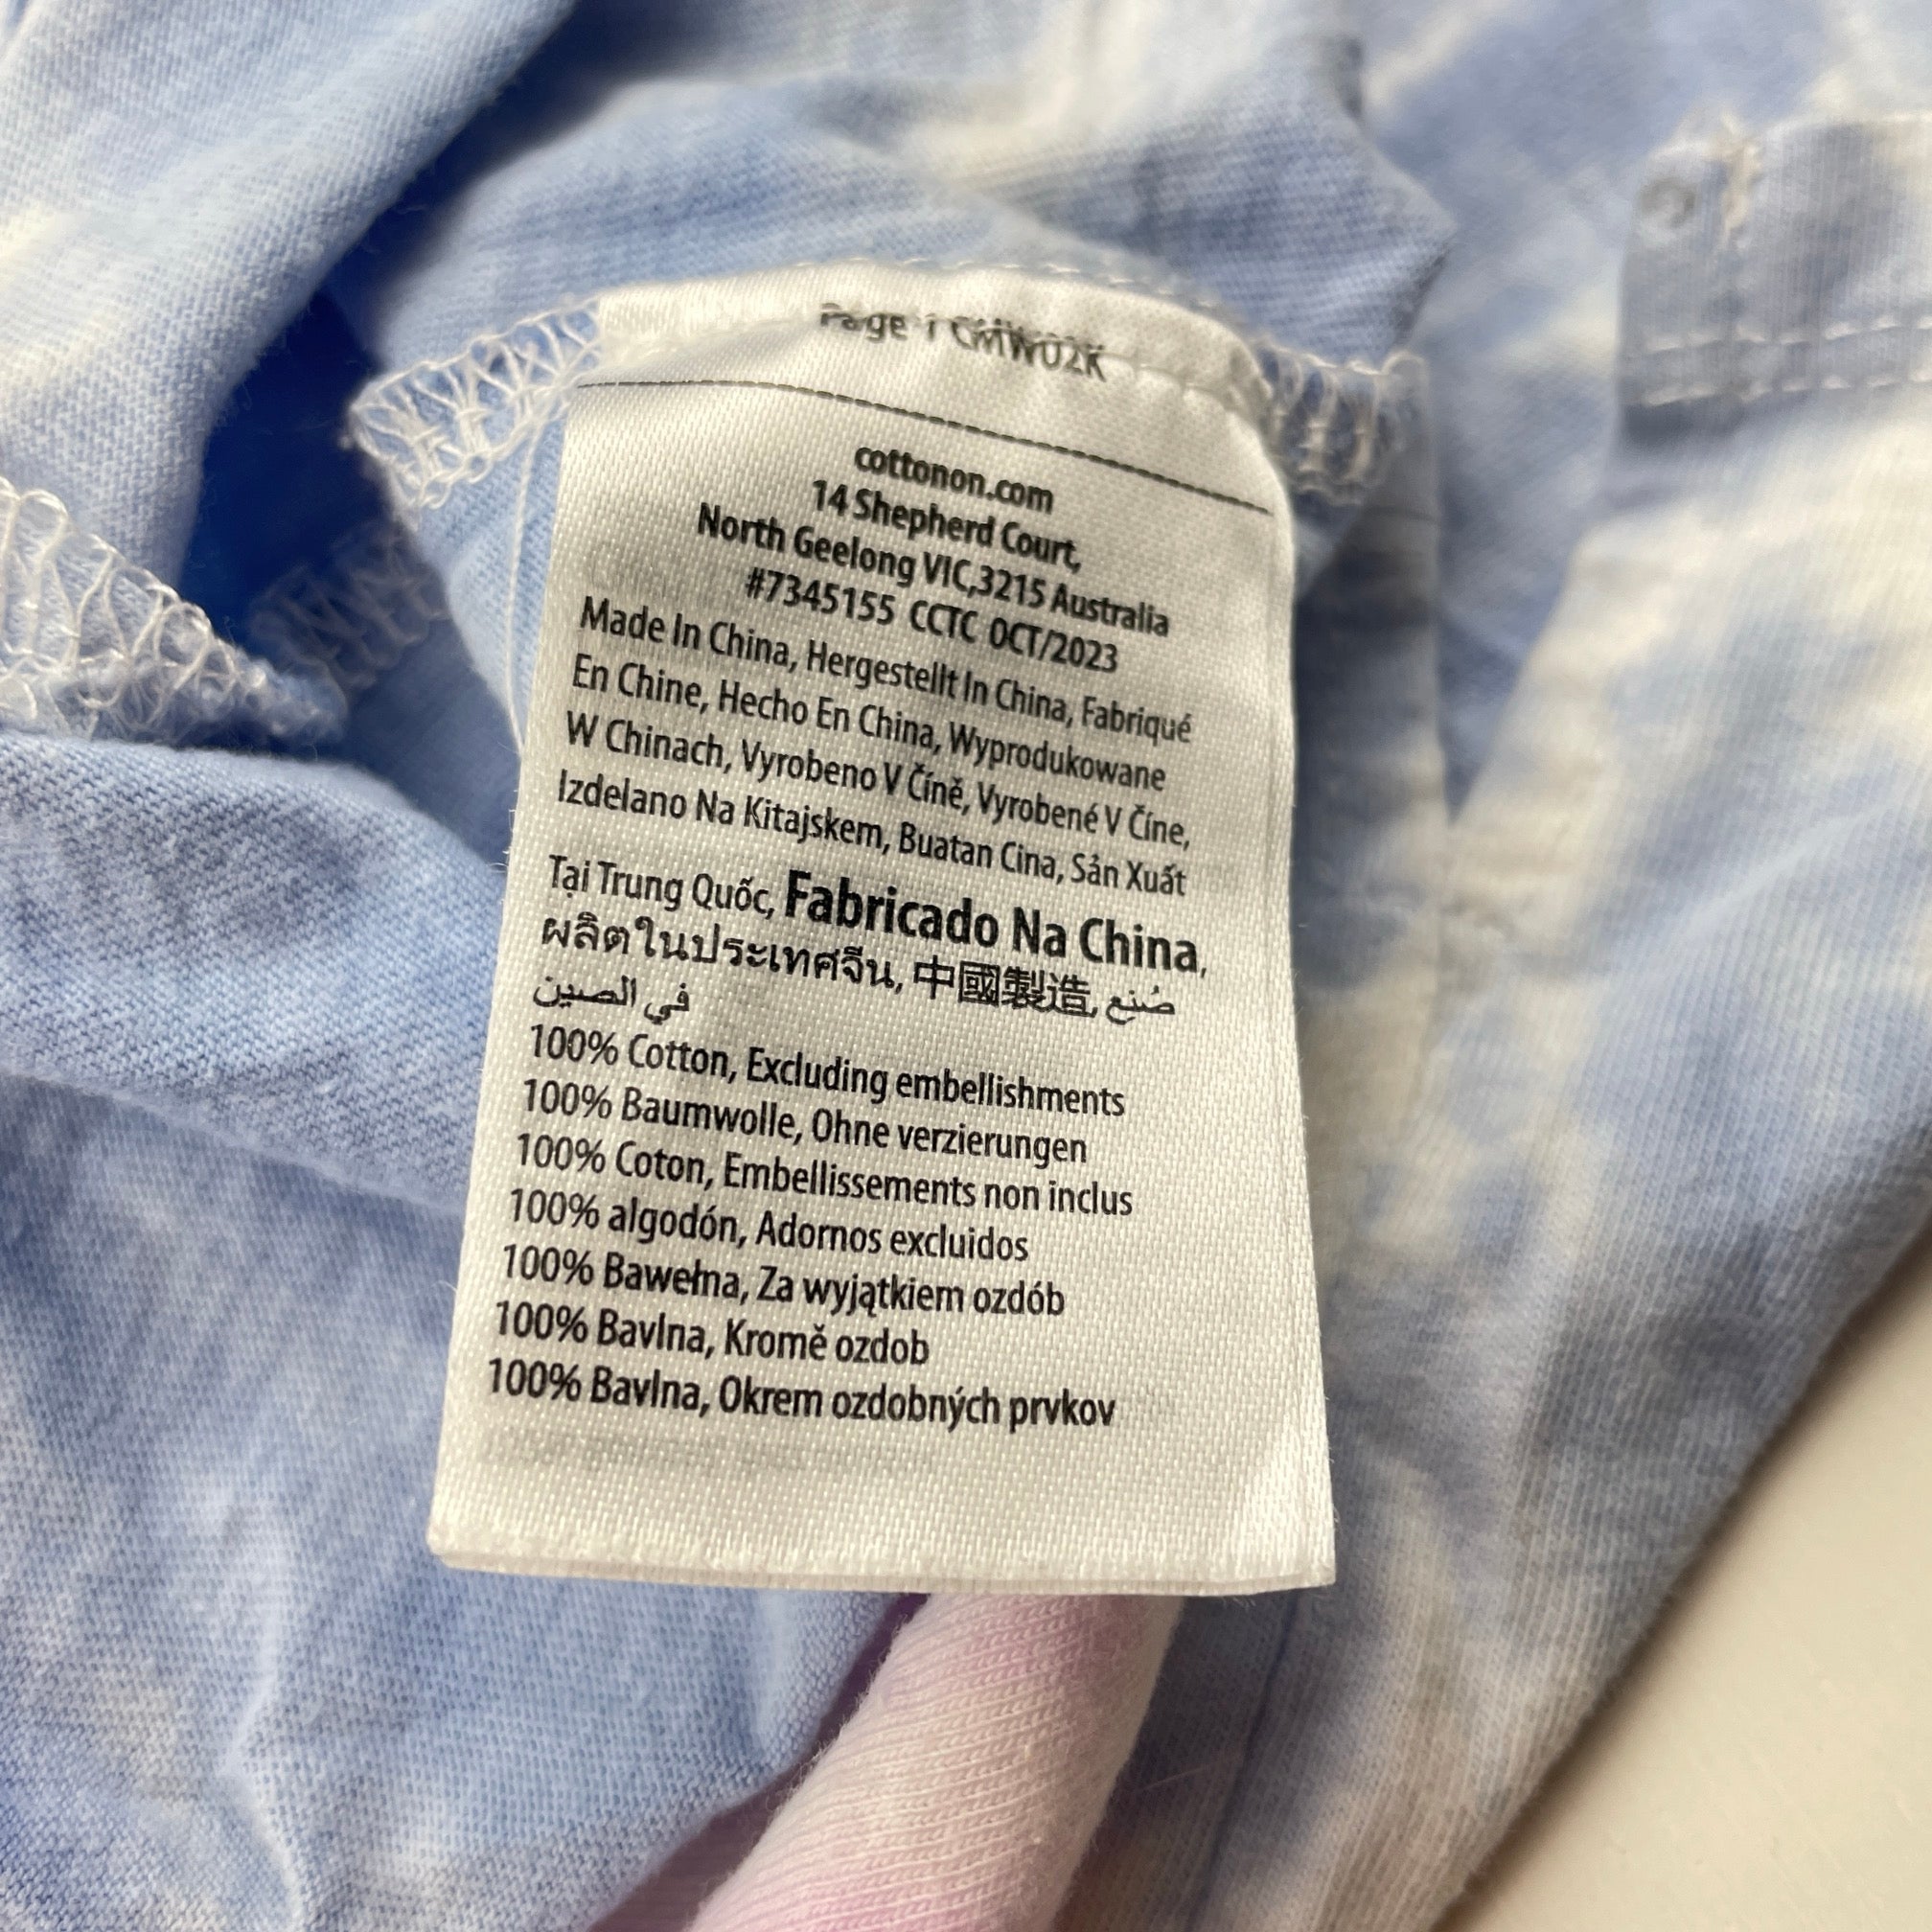 Page 1 CMW02K
cottonon.com
14 Shepherd Court,
North Geelong VIC,3215 Australia
#7345155 CCTC OCT/2023
Made In China, Hergestellt In China, Fabriqué
En Chine, Hecho En China, Wyprodukowane
W Chinach, Vyrobeno V Číně, Vyrobené V Číne,
Izdelano Na Kitajskem, Buatan Cina, Sản Xuất
Tại Trung Quốc, Fabricado Na China,
ผลิตในประเทศจีน, 中國製造, صُنع
في الصين
100% Cotton, Excluding embellishments
100% Baumwolle, Ohne verzierungen
100% Coton, Embellissements non inclus
100% algodón, Adornos excluidos
100% Bawełna, Za wyjątkiem ozdób
100% Bavlna, Kromě ozdob
100% Bavlna, Okrem ozdobných prvkov